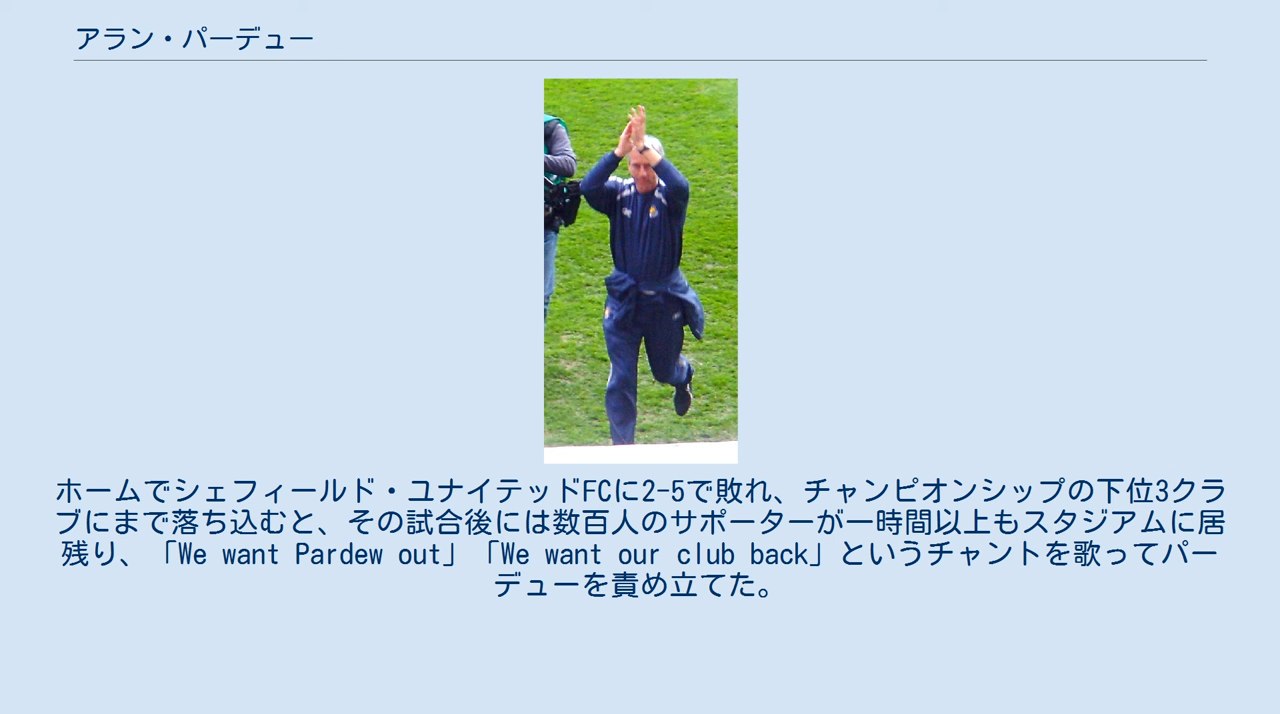 アラン・パーデュー
ホームでシェフィールド・ユナイテッドFCに2-5で敗れ、チャンピオンシップの下位3クラ
ブにまで落ち込むと、その試合後には数百人のサポーターが一時間以上もスタジアムに居
残り、「We want Pardew out」「We want our club back」というチャントを歌ってパー
デューを責め立てた。